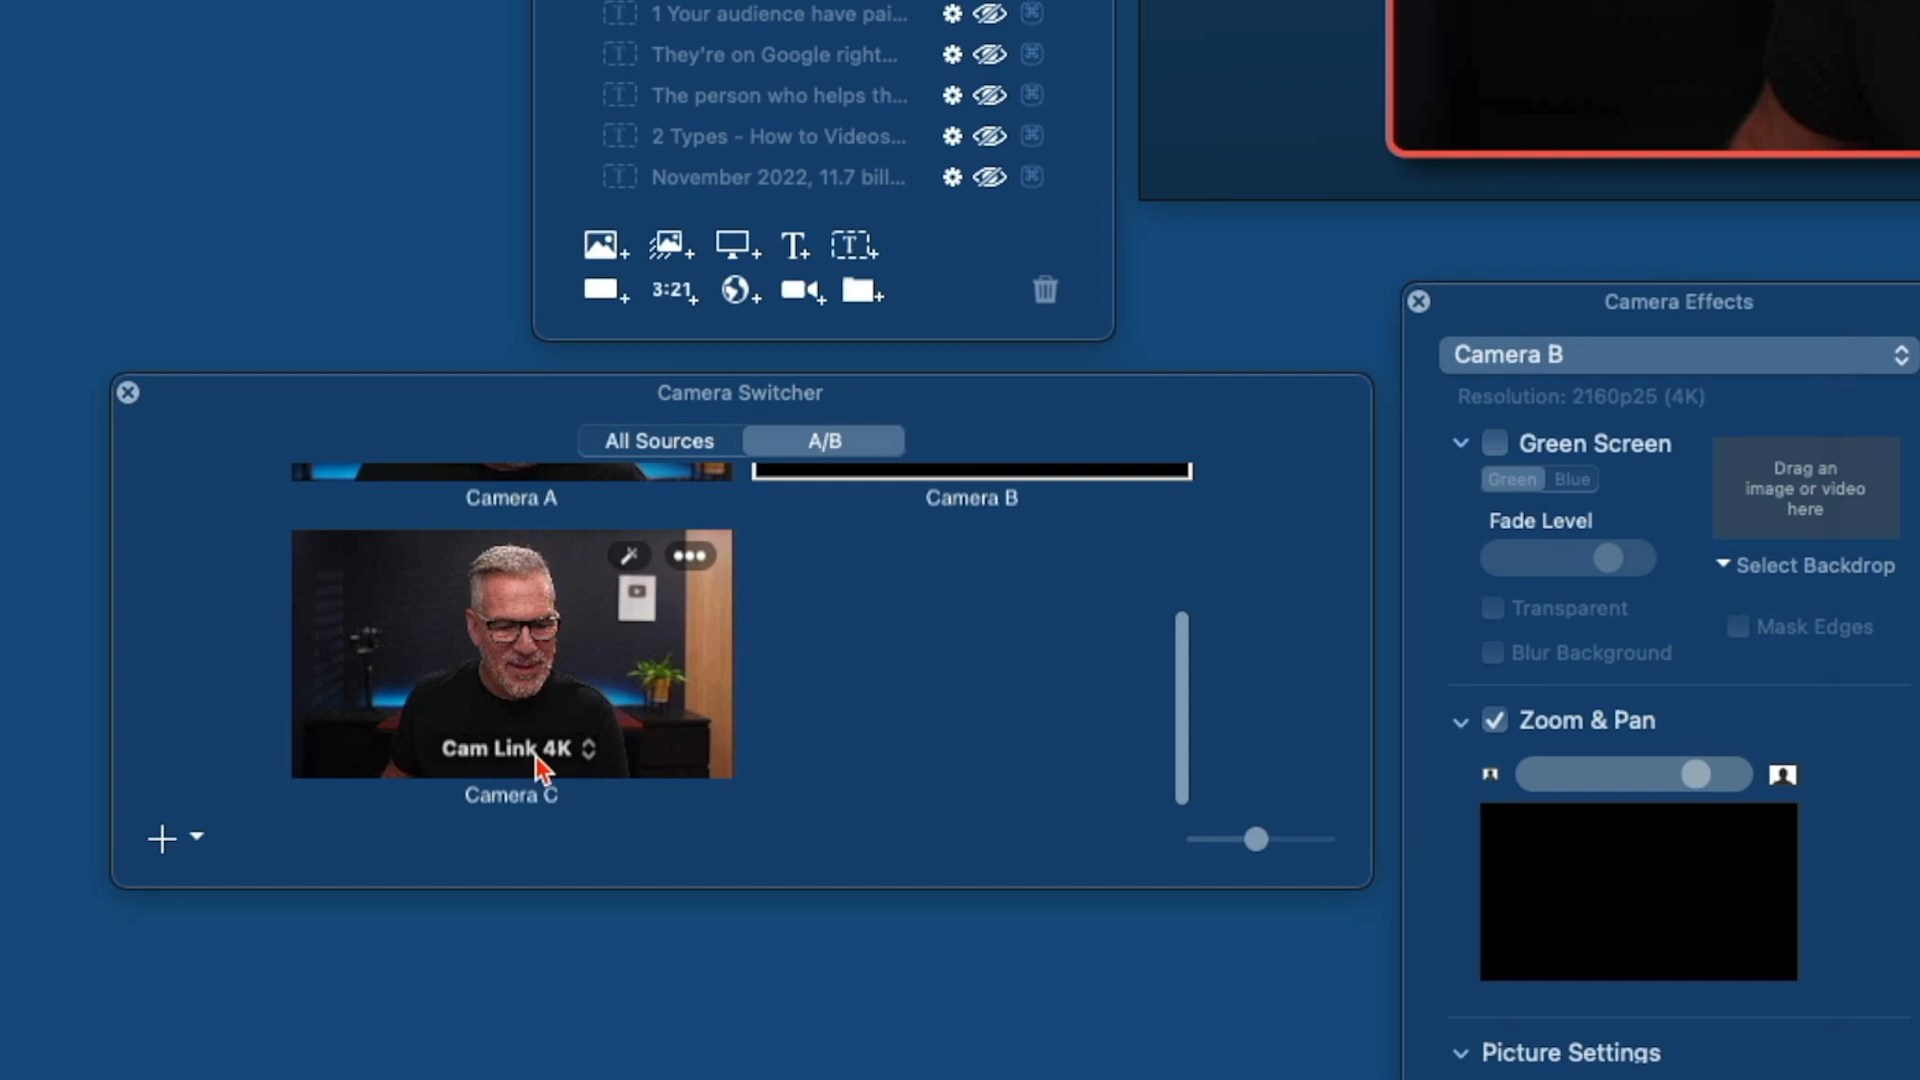 1 Your audience have pai...
They're on Google right...
The person who helps th...
2 Types - How to Videos...
November 2022, 11.7 bill...
3:21
Camera Switcher
All Sources
A/B
Camera A
Camera B
Cam Link 4K
Camera C
Camera Effects
Camera B
Resolution: 2160p25 (4K)
Green Screen
Green
Blue
Drag an
image or video
here
Fade Level
Select Backdrop
Transparent
Mask Edges
Blur Background
Zoom & Pan
Picture Settings